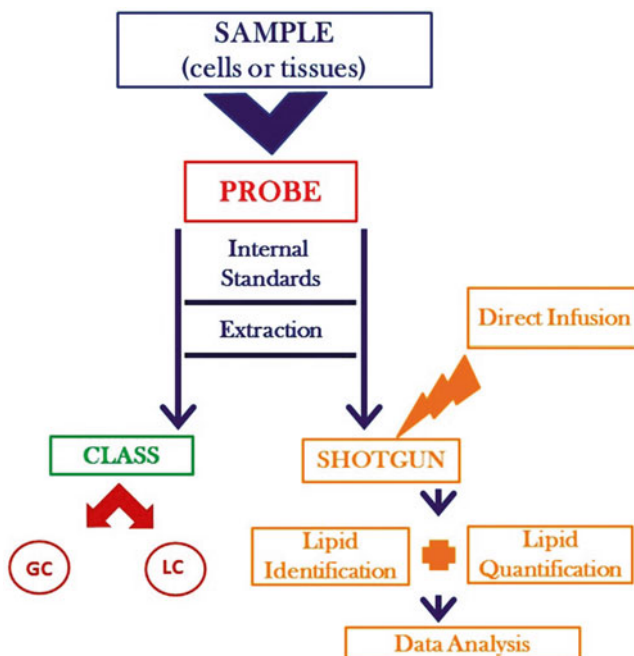 SAMPLE
(cells or tissues)
PROBE
Internal
Standards
Extraction
Direct Infusion
CLASS
SHOTGUN
GC
LC
Lipid
Identification
Lipid
Quantification
Data Analysis